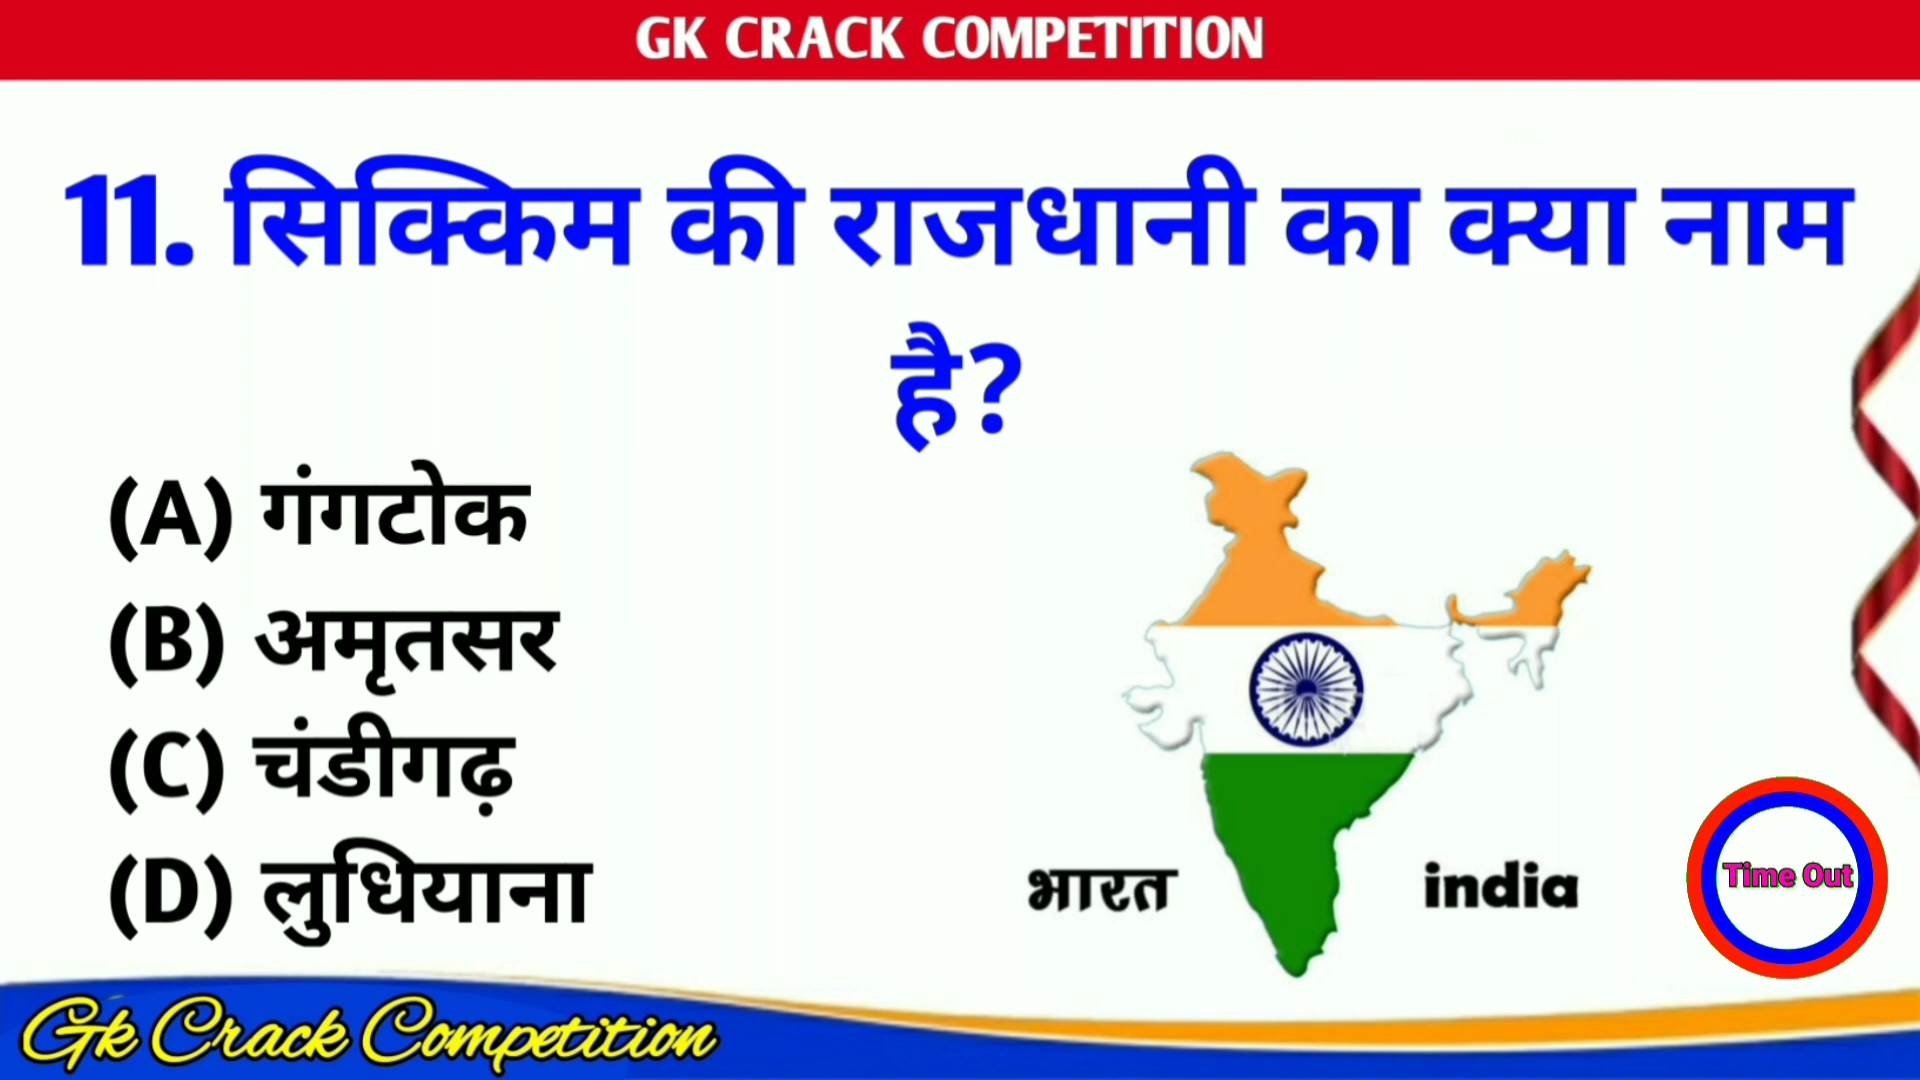 GK CRACK COMPETITION
11. सिक्किम की राजधानी का क्या नाम
है?
(A) गंगटोक
(B) अमृतसर
(C) चंडीगढ़
(D) लुधियाना
भारत
india
Time Out
Gk Crack Competition